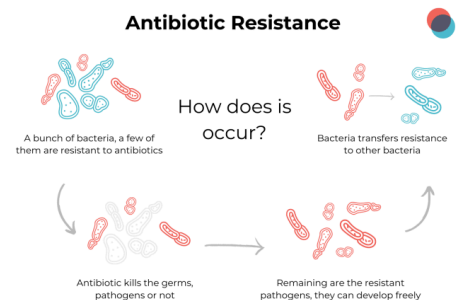 Antibiotic Resistance
How does is
occur?
A bunch of bacteria, a few of
them are resistant to antibiotics
Bacteria transfers resistance
to other bacteria
Antibiotic kills the germs,
pathogens or not
Remaining are the resistant
pathogens, they can develop freely